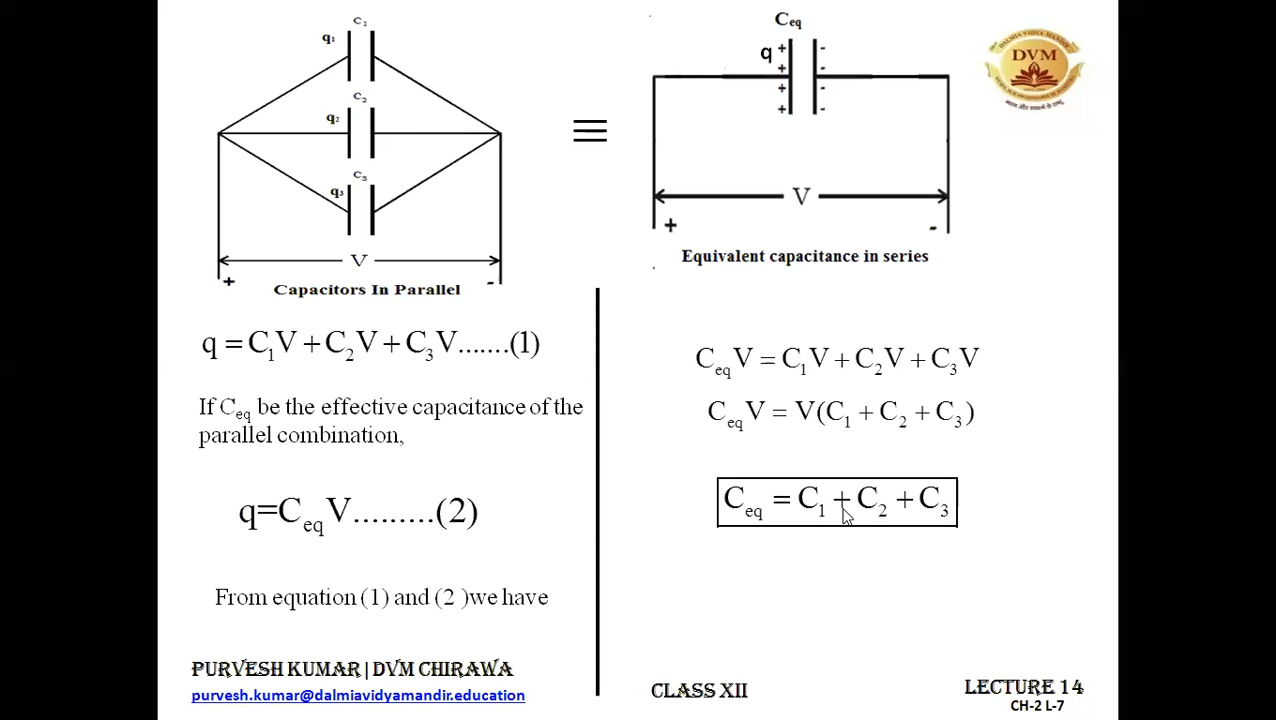 C₁
q₁
C₂
q₂
C₃
q₃
V
+ -
Capacitors In Parallel
≡
Ceq
q + -
+ -
+ -
+ -
V
+ -
Equivalent capacitance in series
DVM
q = C₁V + C₂V + C₃V.......(1)
If Ceq be the effective capacitance of the
parallel combination,
q=CeqV.........(2)
From equation (1) and (2 )we have
CeqV = C₁V + C₂V + C₃V
CeqV = V(C₁ + C₂ + C₃)
Ceq = C₁ + C₂ + C₃
PURVESH KUMAR|DVM CHIRAWA
purvesh.kumar@dalmiavidyamandir.education
CLASS XII
LECTURE 14
CH-2 L-7